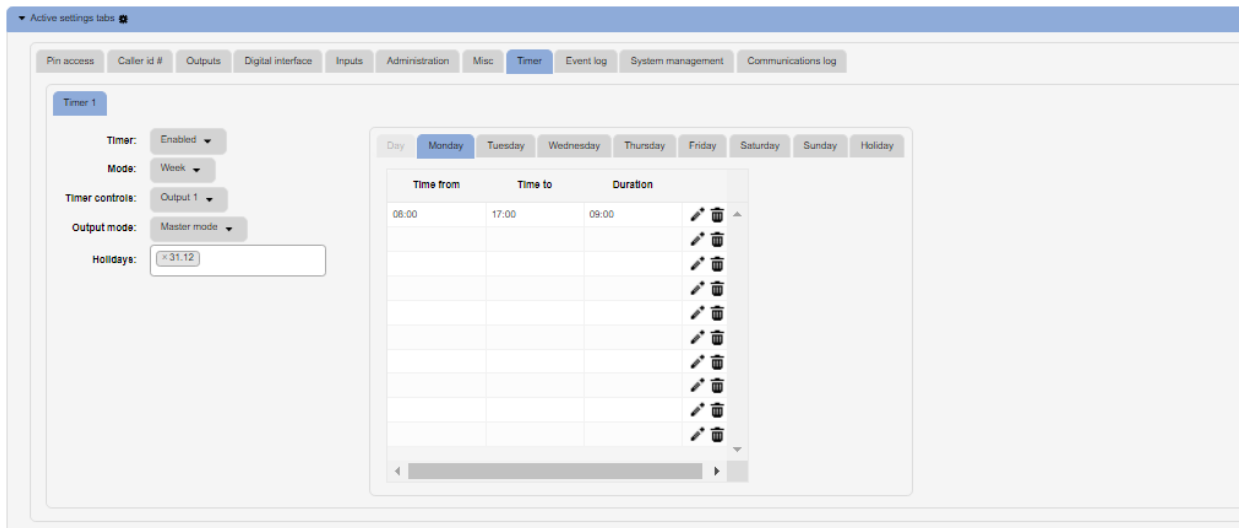 Active settings tabs
Pin access Caller id # Outputs Digital interface Inputs Administration Misc Timer Event log System management Communications log
Timer 1
Timer: Enabled
Mode: Week
Timer controls: Output 1
Output mode: Master mode
Holidays: × 31.12
Day Monday Tuesday Wednesday Thursday Friday Saturday Sunday Holiday
Time from Time to Duration
08:00 17:00 09:00